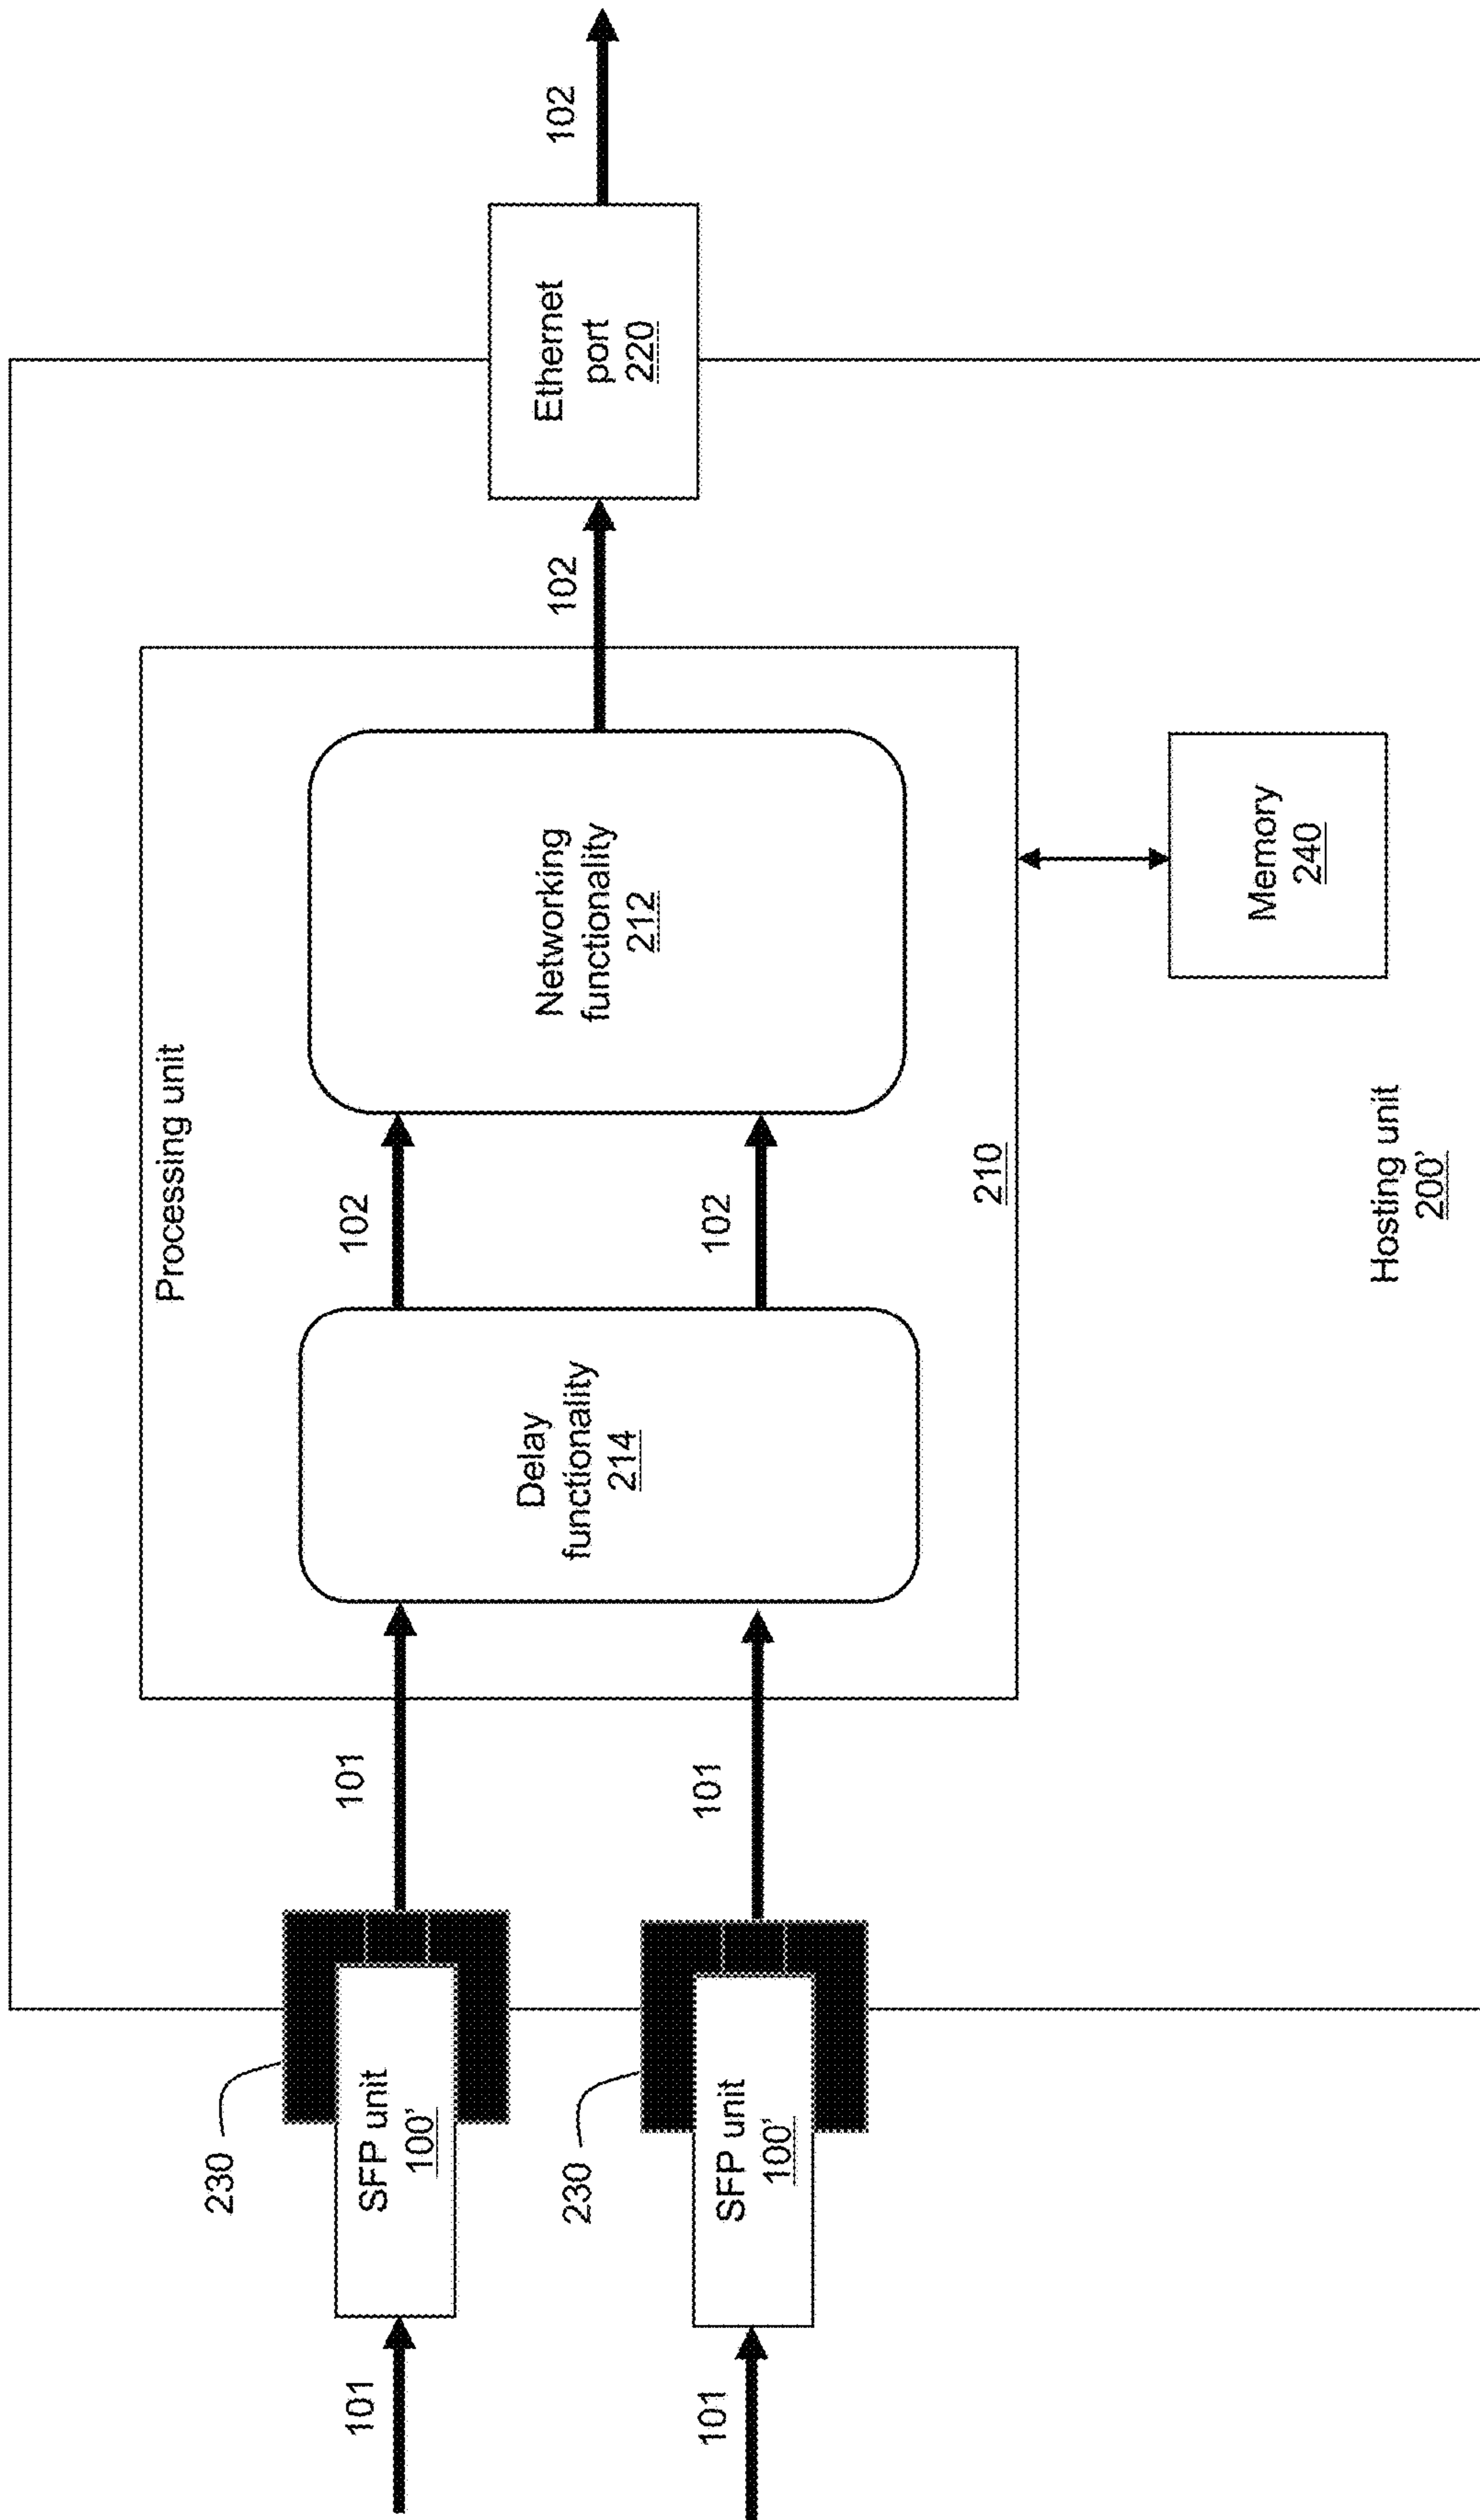 Processing unit
101
230
SFP unit
100'
101
Delay
functionality
214
102
Networking
functionality
212
102
Ethernet
port
220
102
101
230
SFP unit
100'
101
102
210
Memory
240
Hosting unit
200'